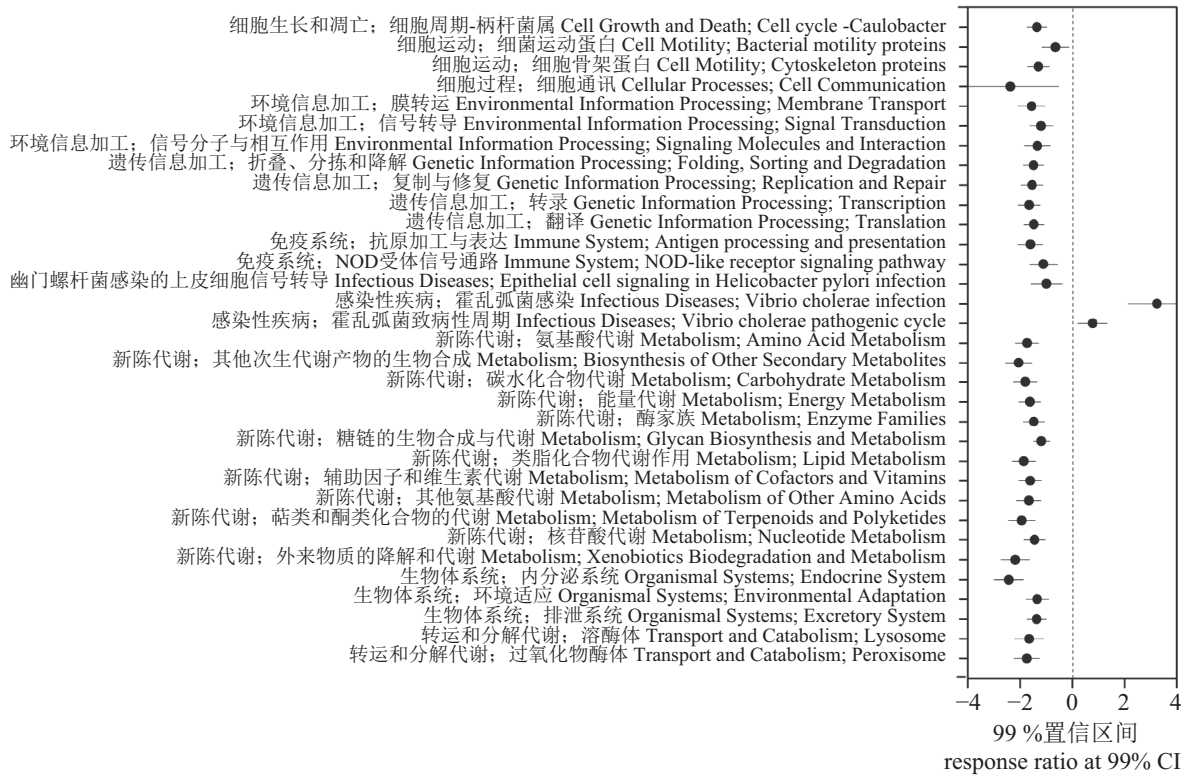 细胞生长和凋亡；细胞周期-柄杆菌属 Cell Growth and Death; Cell cycle -Caulobacter
细胞运动；细菌运动蛋白 Cell Motility; Bacterial motility proteins
细胞运动；细胞骨架蛋白 Cell Motility; Cytoskeleton proteins
细胞过程；细胞通讯 Cellular Processes; Cell Communication
环境信息加工；膜转运 Environmental Information Processing; Membrane Transport
环境信息加工；信号转导 Environmental Information Processing; Signal Transduction
环境信息加工；信号分子与相互作用 Environmental Information Processing; Signaling Molecules and Interaction
遗传信息加工；折叠、分拣和降解 Genetic Information Processing; Folding, Sorting and Degradation
遗传信息加工；复制与修复 Genetic Information Processing; Replication and Repair
遗传信息加工；转录 Genetic Information Processing; Transcription
遗传信息加工；翻译 Genetic Information Processing; Translation
免疫系统；抗原加工与表达 Immune System; Antigen processing and presentation
免疫系统；NOD受体信号通路 Immune System; NOD-like receptor signaling pathway
幽门螺杆菌感染的上皮细胞信号转导 Infectious Diseases; Epithelial cell signaling in Helicobacter pylori infection
感染性疾病；霍乱弧菌感染 Infectious Diseases; Vibrio cholerae infection
感染性疾病；霍乱弧菌致病性周期 Infectious Diseases; Vibrio cholerae pathogenic cycle
新陈代谢；氨基酸代谢 Metabolism; Amino Acid Metabolism
新陈代谢；其他次生代谢产物的生物合成 Metabolism; Biosynthesis of Other Secondary Metabolites
新陈代谢；碳水化合物代谢 Metabolism; Carbohydrate Metabolism
新陈代谢；能量代谢 Metabolism; Energy Metabolism
新陈代谢；酶家族 Metabolism; Enzyme Families
新陈代谢；糖链的生物合成与代谢 Metabolism; Glycan Biosynthesis and Metabolism
新陈代谢；类脂化合物代谢作用 Metabolism; Lipid Metabolism
新陈代谢；辅助因子和维生素代谢 Metabolism; Metabolism of Cofactors and Vitamins
新陈代谢；其他氨基酸代谢 Metabolism; Metabolism of Other Amino Acids
新陈代谢；萜类和酮类化合物的代谢 Metabolism; Metabolism of Terpenoids and Polyketides
新陈代谢；核苷酸代谢 Metabolism; Nucleotide Metabolism
新陈代谢；外来物质的降解和代谢 Metabolism; Xenobiotics Biodegradation and Metabolism
生物体系统；内分泌系统 Organismal Systems; Endocrine System
生物体系统；环境适应 Organismal Systems; Environmental Adaptation
生物体系统；排泄系统 Organismal Systems; Excretory System
转运和分解代谢；溶酶体 Transport and Catabolism; Lysosome
转运和分解代谢；过氧化物酶体 Transport and Catabolism; Peroxisome
−4 −2 0 2 4
99 %置信区间
response ratio at 99% CI